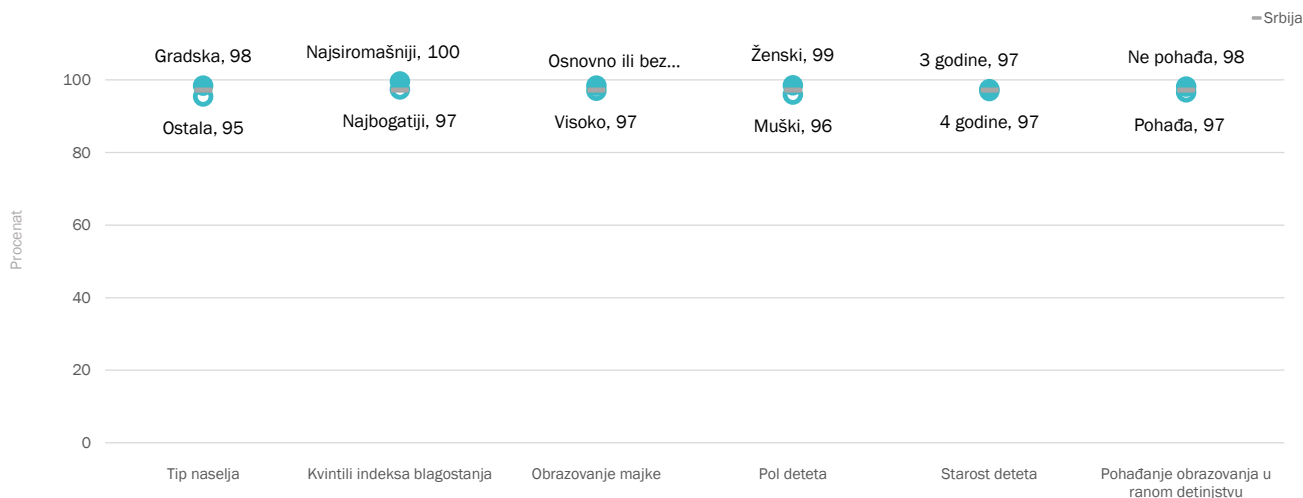 Srbija
Gradska, 98
Najsiromašniji, 100
Osnovno ili bez...
Ženski, 99
3 godine, 97
Ne pohađa, 98
Ostala, 95
Najbogatiji, 97
Visoko, 97
Muški, 96
4 godine, 97
Pohađa, 97
Procenat
100
80
60
40
20
0
Tip naselja
Kvintili indeksa blagostanja
Obrazovanje majke
Pol deteta
Starost deteta
Pohađanje obrazovanja u
ranom detinjstvu